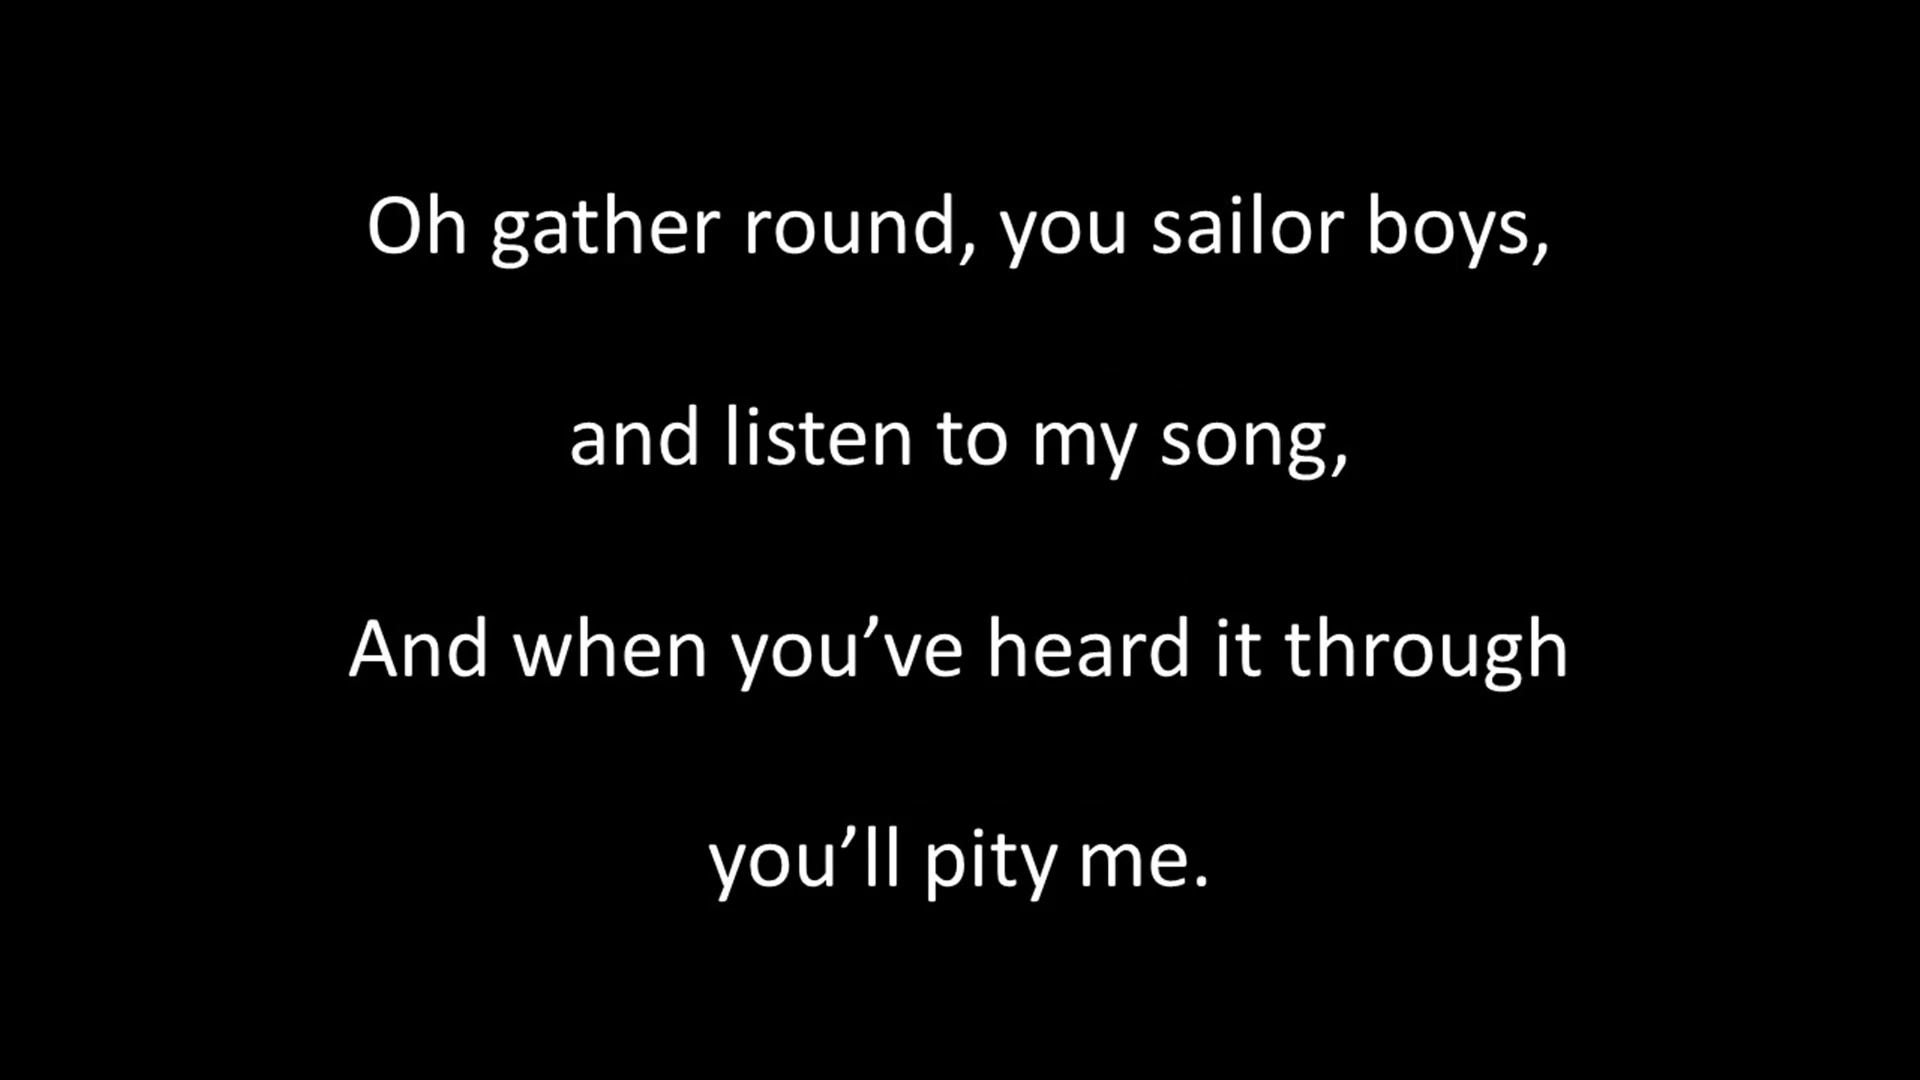 Oh gather round, you sailor boys,
and listen to my song,
And when you’ve heard it through
you’ll pity me.